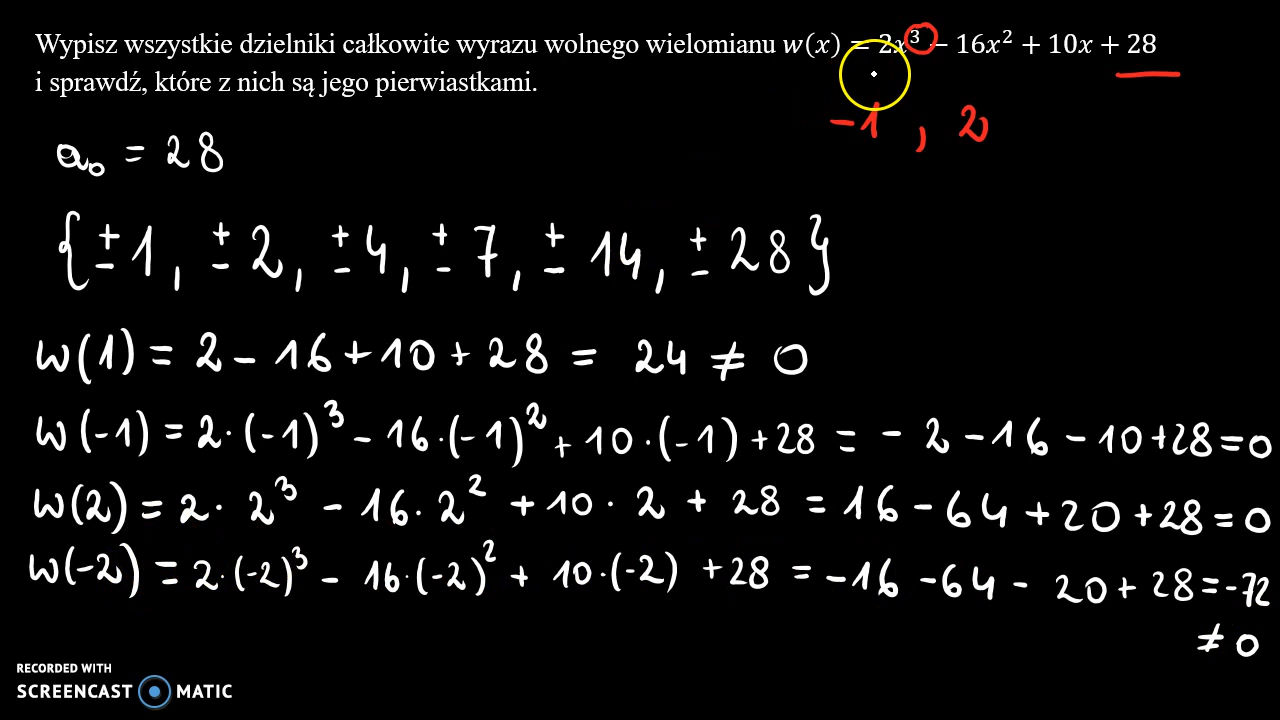 Wypisz wszystkie dzielniki całkowite wyrazu wolnego wielomianu w(x) = 2x³ − 16x² + 10x + 28
i sprawdź, które z nich są jego pierwiastkami.
-1 , 2
a₀ = 28
{±1, ±2, ±4, ±7, ±14, ±28}
w(1) = 2 - 16 + 10 + 28 = 24 ≠ 0
w(-1) = 2·(-1)³ - 16·(-1)² + 10·(-1) + 28 = -2 - 16 - 10 + 28 = 0
w(2) = 2·2³ - 16·2² + 10·2 + 28 = 16 - 64 + 20 + 28 = 0
w(-2) = 2·(-2)³ - 16·(-2)² + 10·(-2) + 28 = -16 - 64 - 20 + 28 = -72
≠ 0
RECORDED WITH
SCREENCAST MATIC